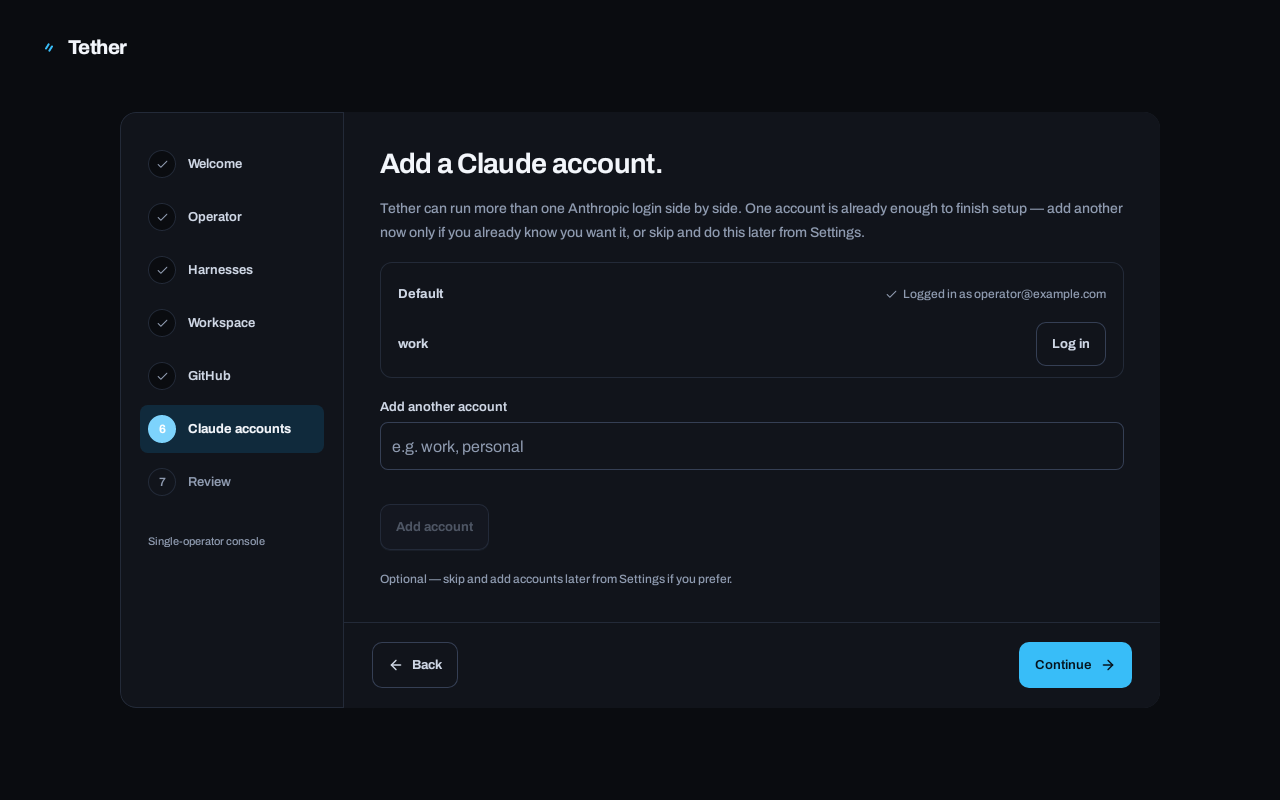 Tether
Welcome
Operator
Harnesses
Workspace
GitHub
6 Claude accounts
7 Review
Single-operator console
Add a Claude account.
Tether can run more than one Anthropic login side by side. One account is already enough to finish setup — add another
now only if you already know you want it, or skip and do this later from Settings.
Default
Logged in as operator@example.com
work
Log in
Add another account
e.g. work, personal
Add account
Optional — skip and add accounts later from Settings if you prefer.
Back
Continue